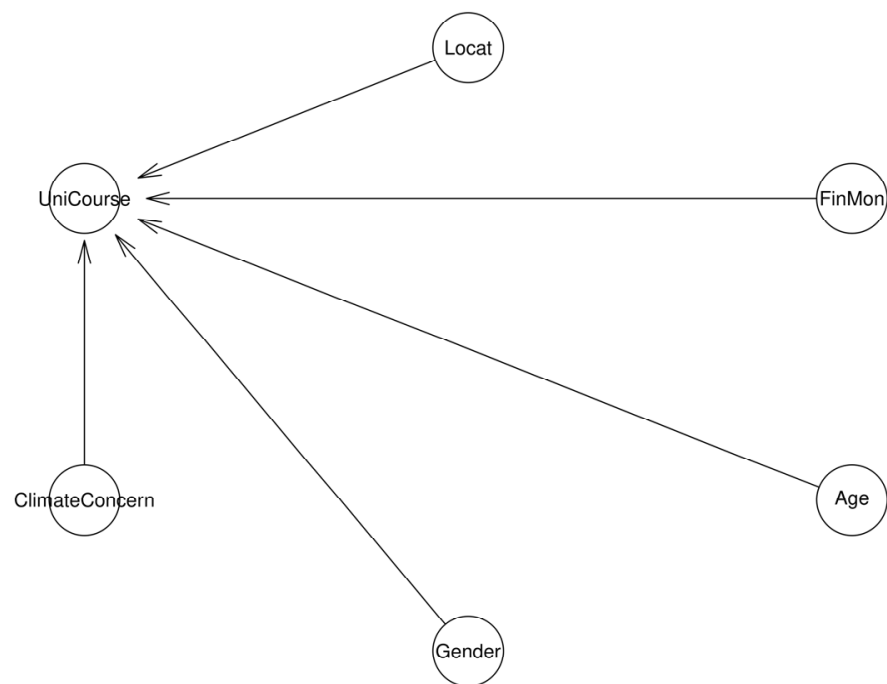 Locat
UniCourse
FinMon
ClimateConcern
Age
Gender